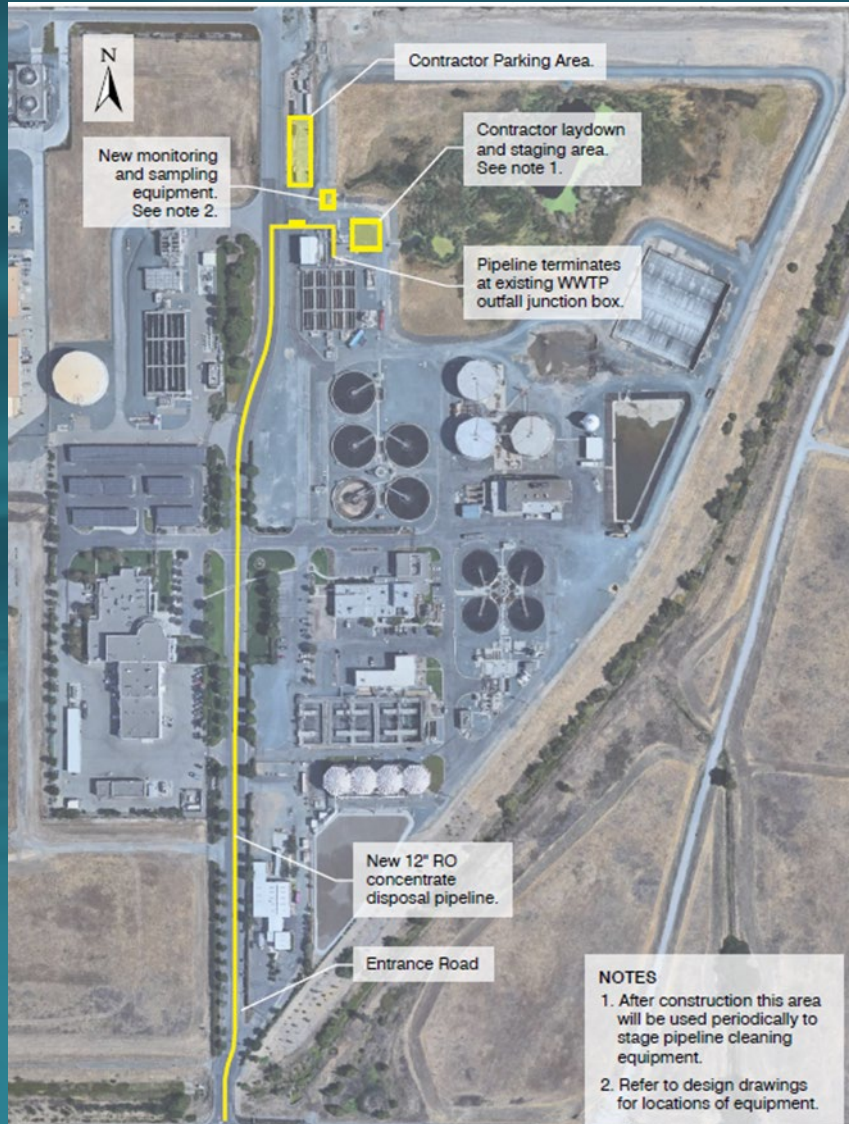 N
Contractor Parking Area.
Contractor laydown
and staging area.
See note 1.
New monitoring
and sampling
equipment.
See note 2.
Pipeline terminates
at existing WWTP
outfall junction box.
New 12" RO
concentrate
disposal pipeline.
Entrance Road
NOTES
1. After construction this area
will be used periodically to
stage pipeline cleaning
equipment.
2. Refer to design drawings
for locations of equipment.